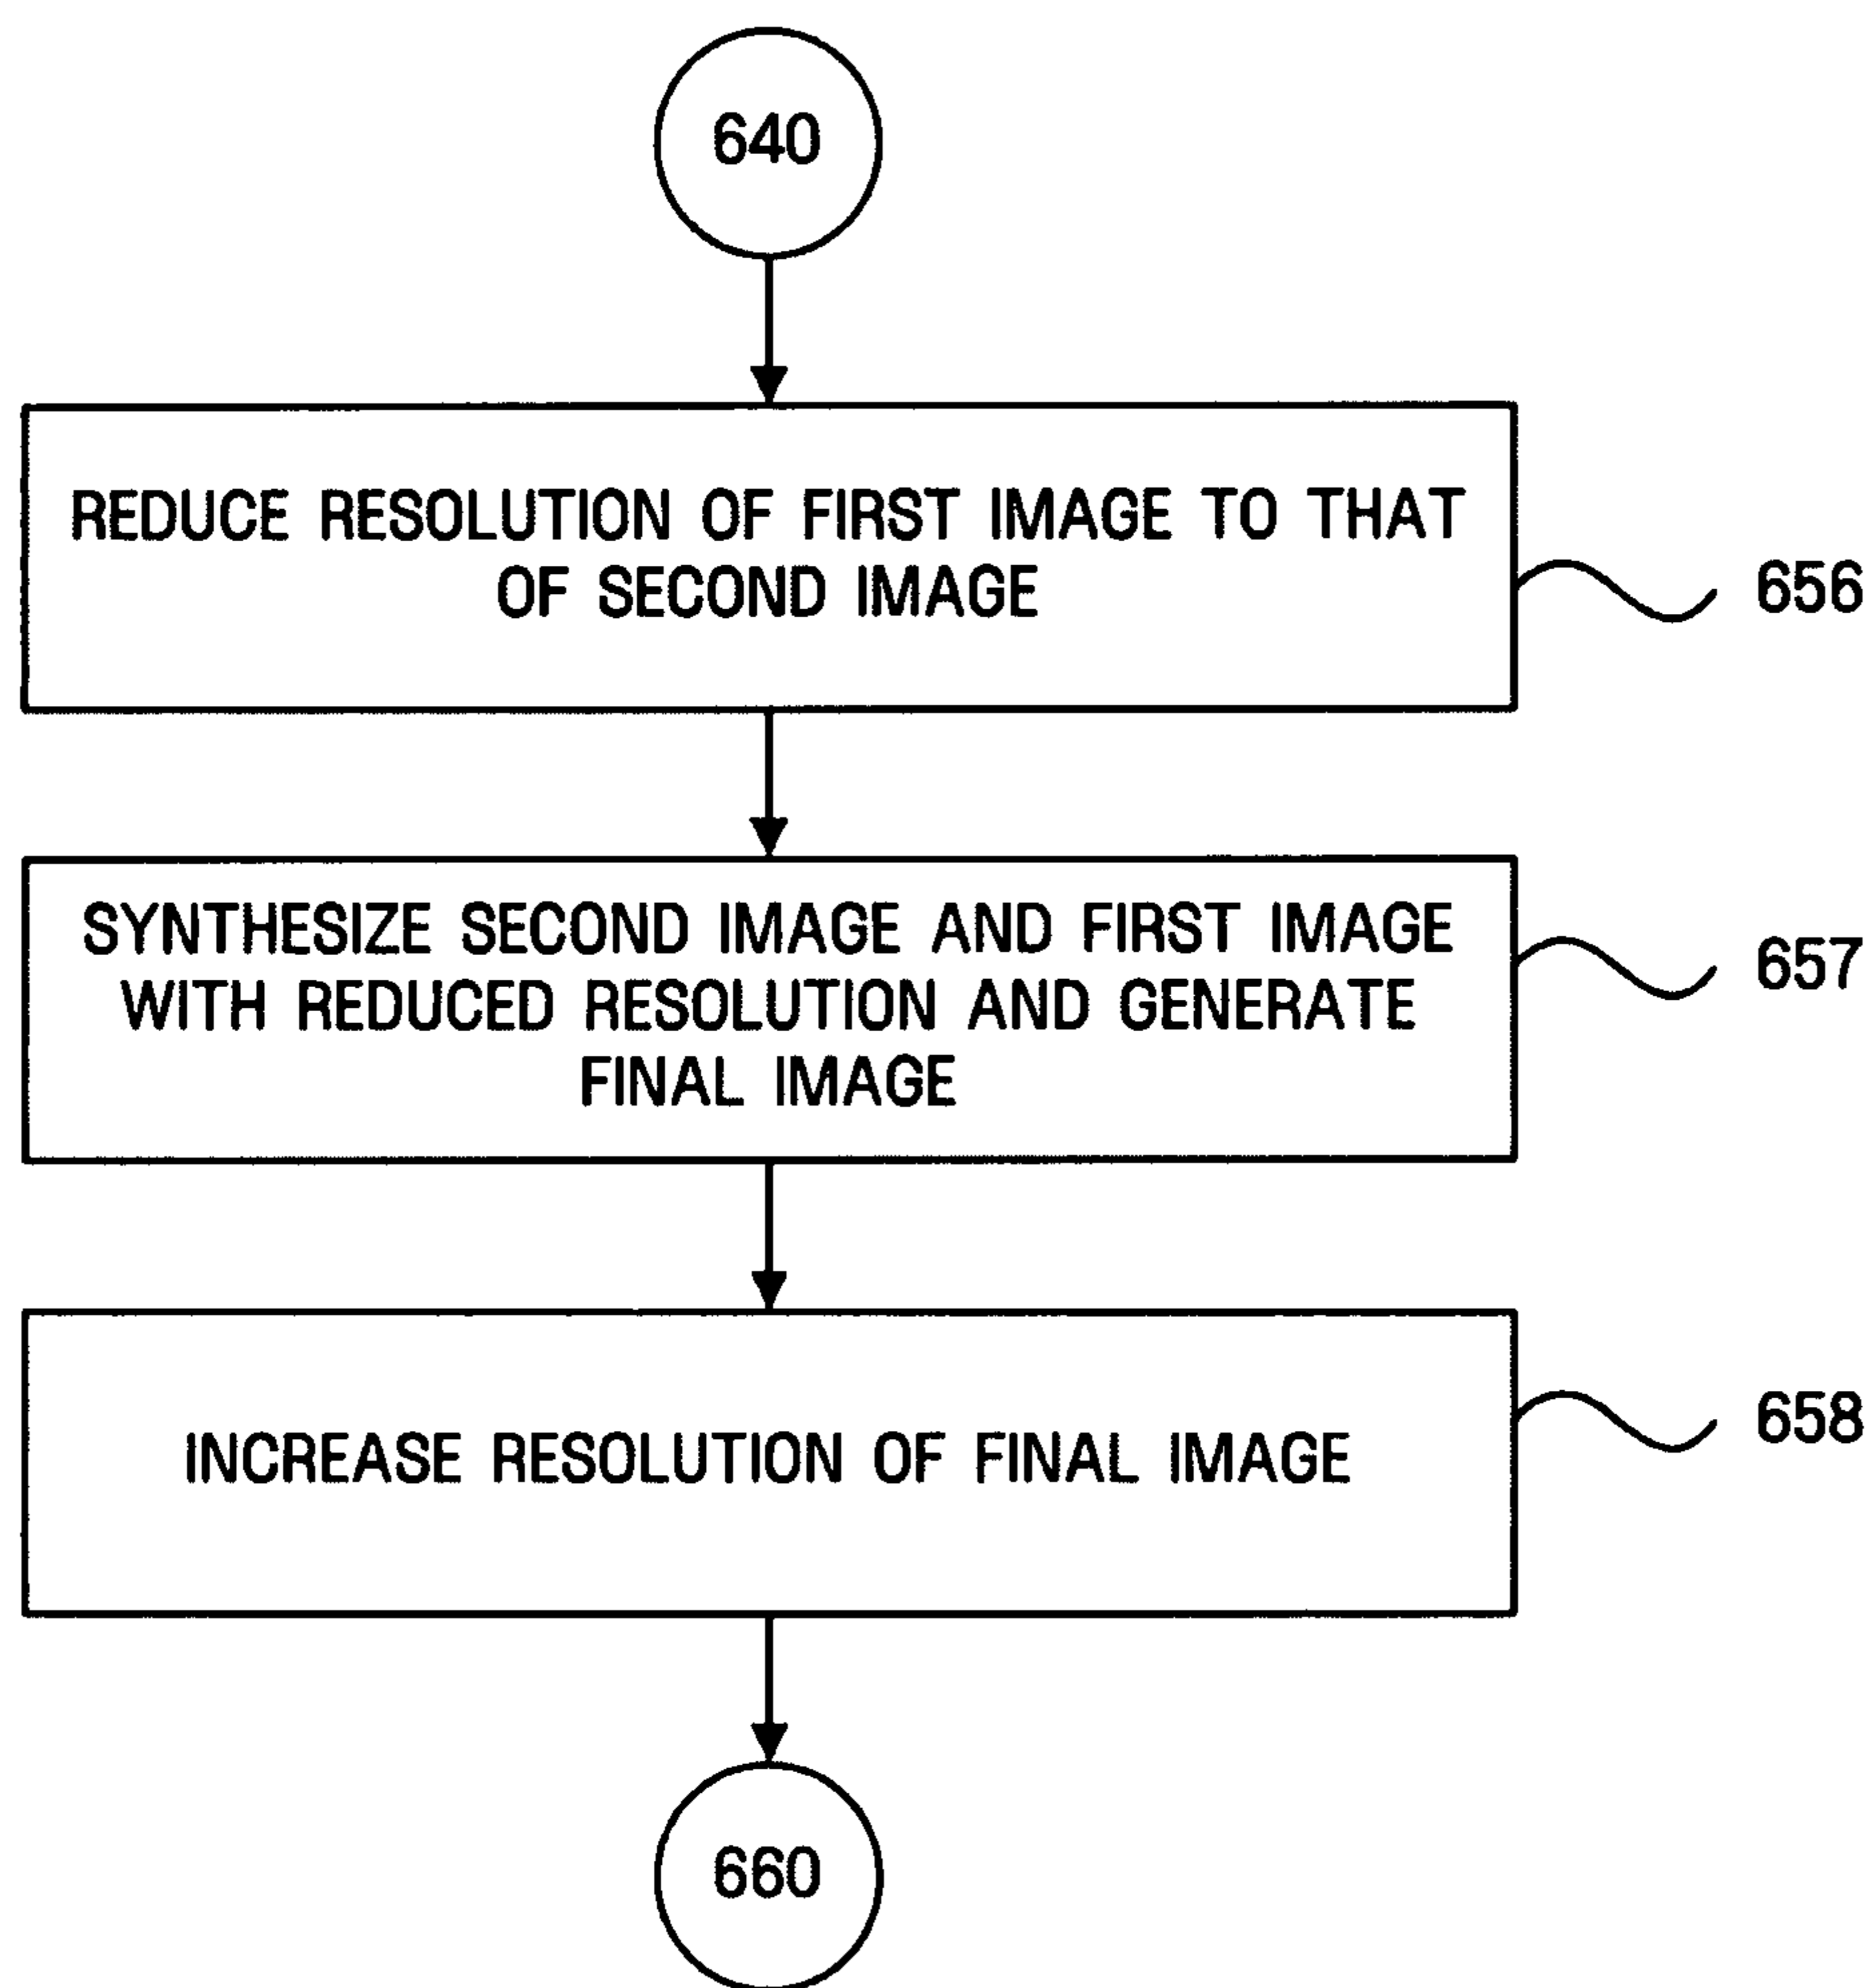 640
REDUCE RESOLUTION OF FIRST IMAGE TO THAT
OF SECOND IMAGE
656
SYNTHESIZE SECOND IMAGE AND FIRST IMAGE
WITH REDUCED RESOLUTION AND GENERATE
FINAL IMAGE
657
INCREASE RESOLUTION OF FINAL IMAGE
658
660